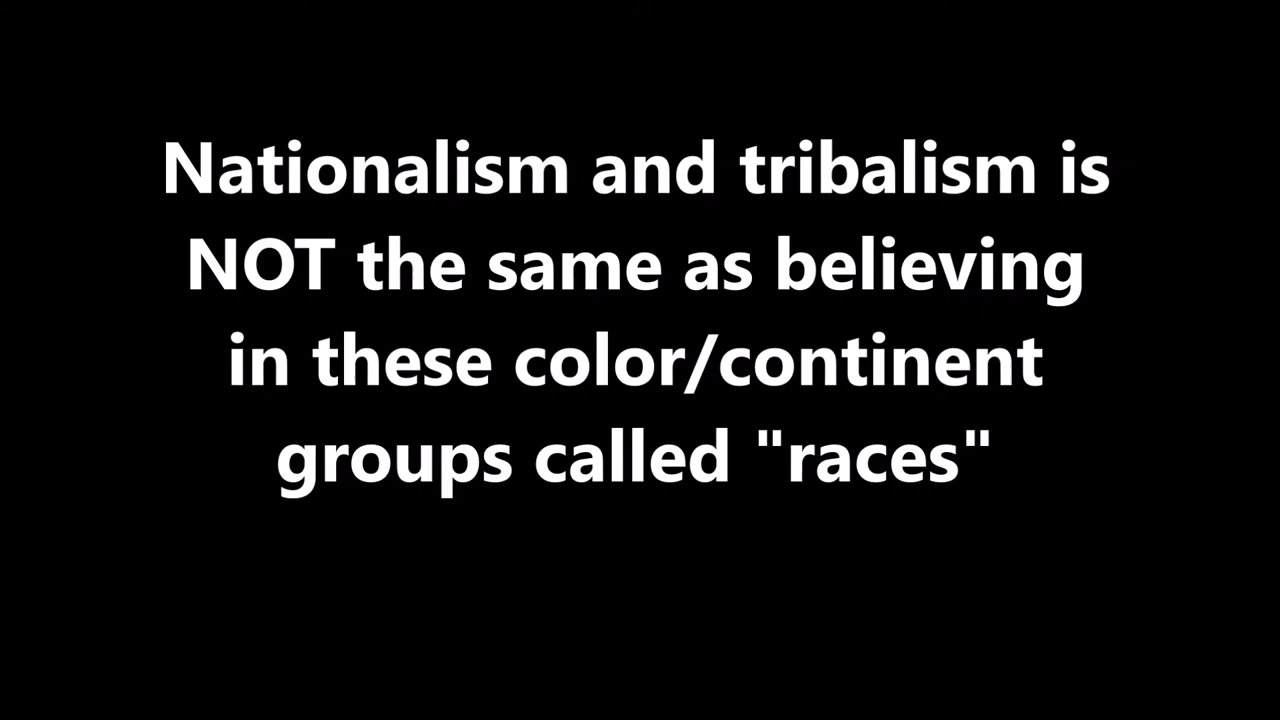 Nationalism and tribalism is
NOT the same as believing
in these color/continent
groups called "races"